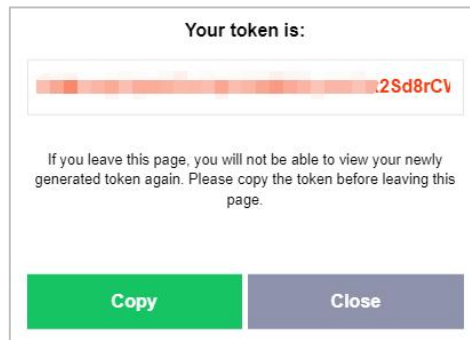 Your token is:
If you leave this page, you will not be able to view your newly
generated token again. Please copy the token before leaving this
page.
Copy
Close